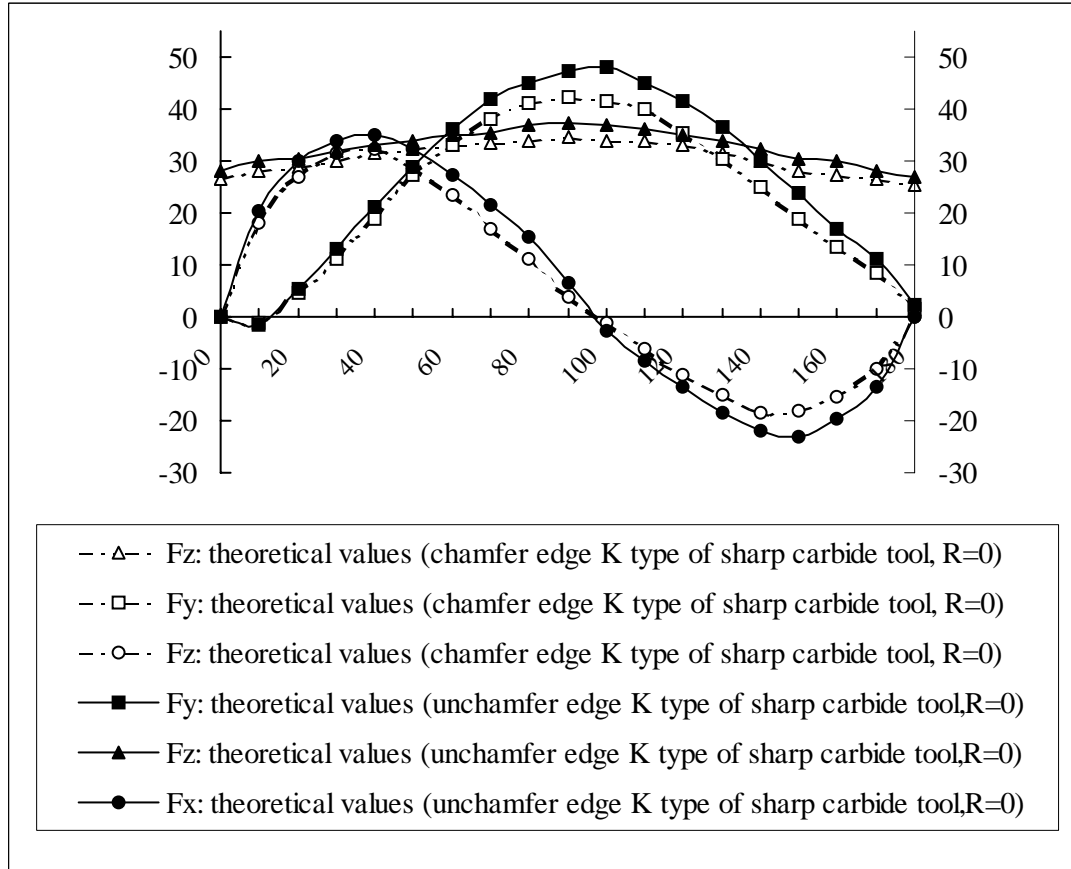 50 50
40 40
30 30
20 20
10 10
0 0
-10 -10
-20 -20
-30 -30
0 20 40 60 80 100 120 140 160
Fz: theoretical values (chamfer edge K type of sharp carbide tool, R=0)
Fy: theoretical values (chamfer edge K type of sharp carbide tool, R=0)
Fz: theoretical values (chamfer edge K type of sharp carbide tool, R=0)
Fy: theoretical values (unchamfer edge K type of sharp carbide tool,R=0)
Fz: theoretical values (unchamfer edge K type of sharp carbide tool,R=0)
Fx: theoretical values (unchamfer edge K type of sharp carbide tool,R=0)